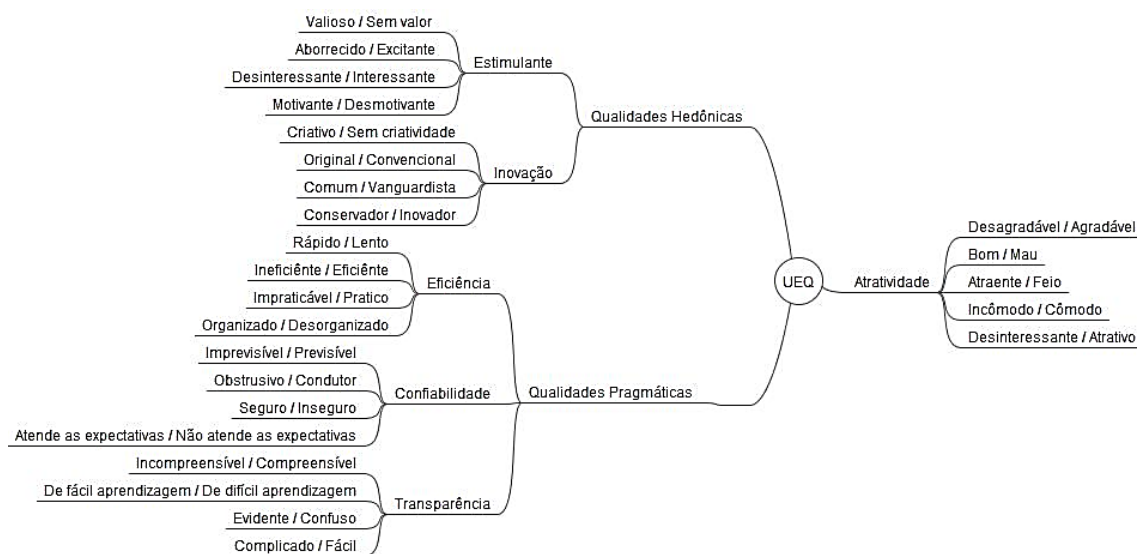 Valioso / Sem valor
Aborrecido / Excitante
Desinteressante / Interessante
Motivante / Desmotivante
Estimulante
Criativo / Sem criatividade
Original / Convencional
Comum / Vanguardista
Conservador / Inovador
Inovação
Qualidades Hedônicas
Rápido / Lento
Ineficiênte / Eficiênte
Impraticável / Pratico
Organizado / Desorganizado
Eficiência
Imprevisível / Previsível
Obstrusivo / Condutor
Seguro / Inseguro
Atende as expectativas / Não atende as expectativas
Confiabilidade
Incompreensível / Compreensível
De fácil aprendizagem / De difícil aprendizagem
Evidente / Confuso
Complicado / Fácil
Transparência
Qualidades Pragmáticas
UEQ
Atratividade
Desagradável / Agradável
Bom / Mau
Atraente / Feio
Incômodo / Cômodo
Desinteressante / Atrativo